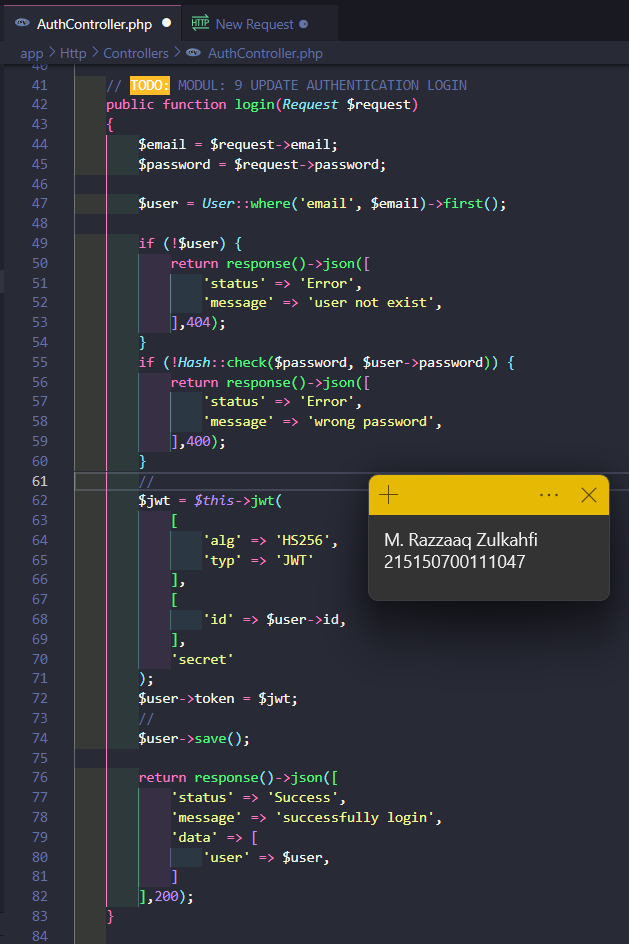 AuthController.php
HTTP New Request
app > Http > Controllers > AuthController.php
40
41 // TODO: MODUL: 9 UPDATE AUTHENTICATION LOGIN
42 public function login(Request $request)
43 {
44 $email = $request->email;
45 $password = $request->password;
46
47 $user = User::where('email', $email)->first();
48
49 if (!$user) {
50 return response()->json([
51 'status' => 'Error',
52 'message' => 'user not exist',
53 ],404);
54 }
55 if (!Hash::check($password, $user->password)) {
56 return response()->json([
57 'status' => 'Error',
58 'message' => 'wrong password',
59 ],400);
60 }
61 //
62 $jwt = $this->jwt(
63 [
64 'alg' => 'HS256',
65 'typ' => 'JWT'
66 ],
67 [
68 'id' => $user->id,
69 ],
70 'secret'
71 );
72 $user->token = $jwt;
73 //
74 $user->save();
75
76 return response()->json([
77 'status' => 'Success',
78 'message' => 'successfully login',
79 'data' => [
80 'user' => $user,
81 ]
82 ],200);
83 }
84
M. Razzaaq Zulkahfi
215150700111047